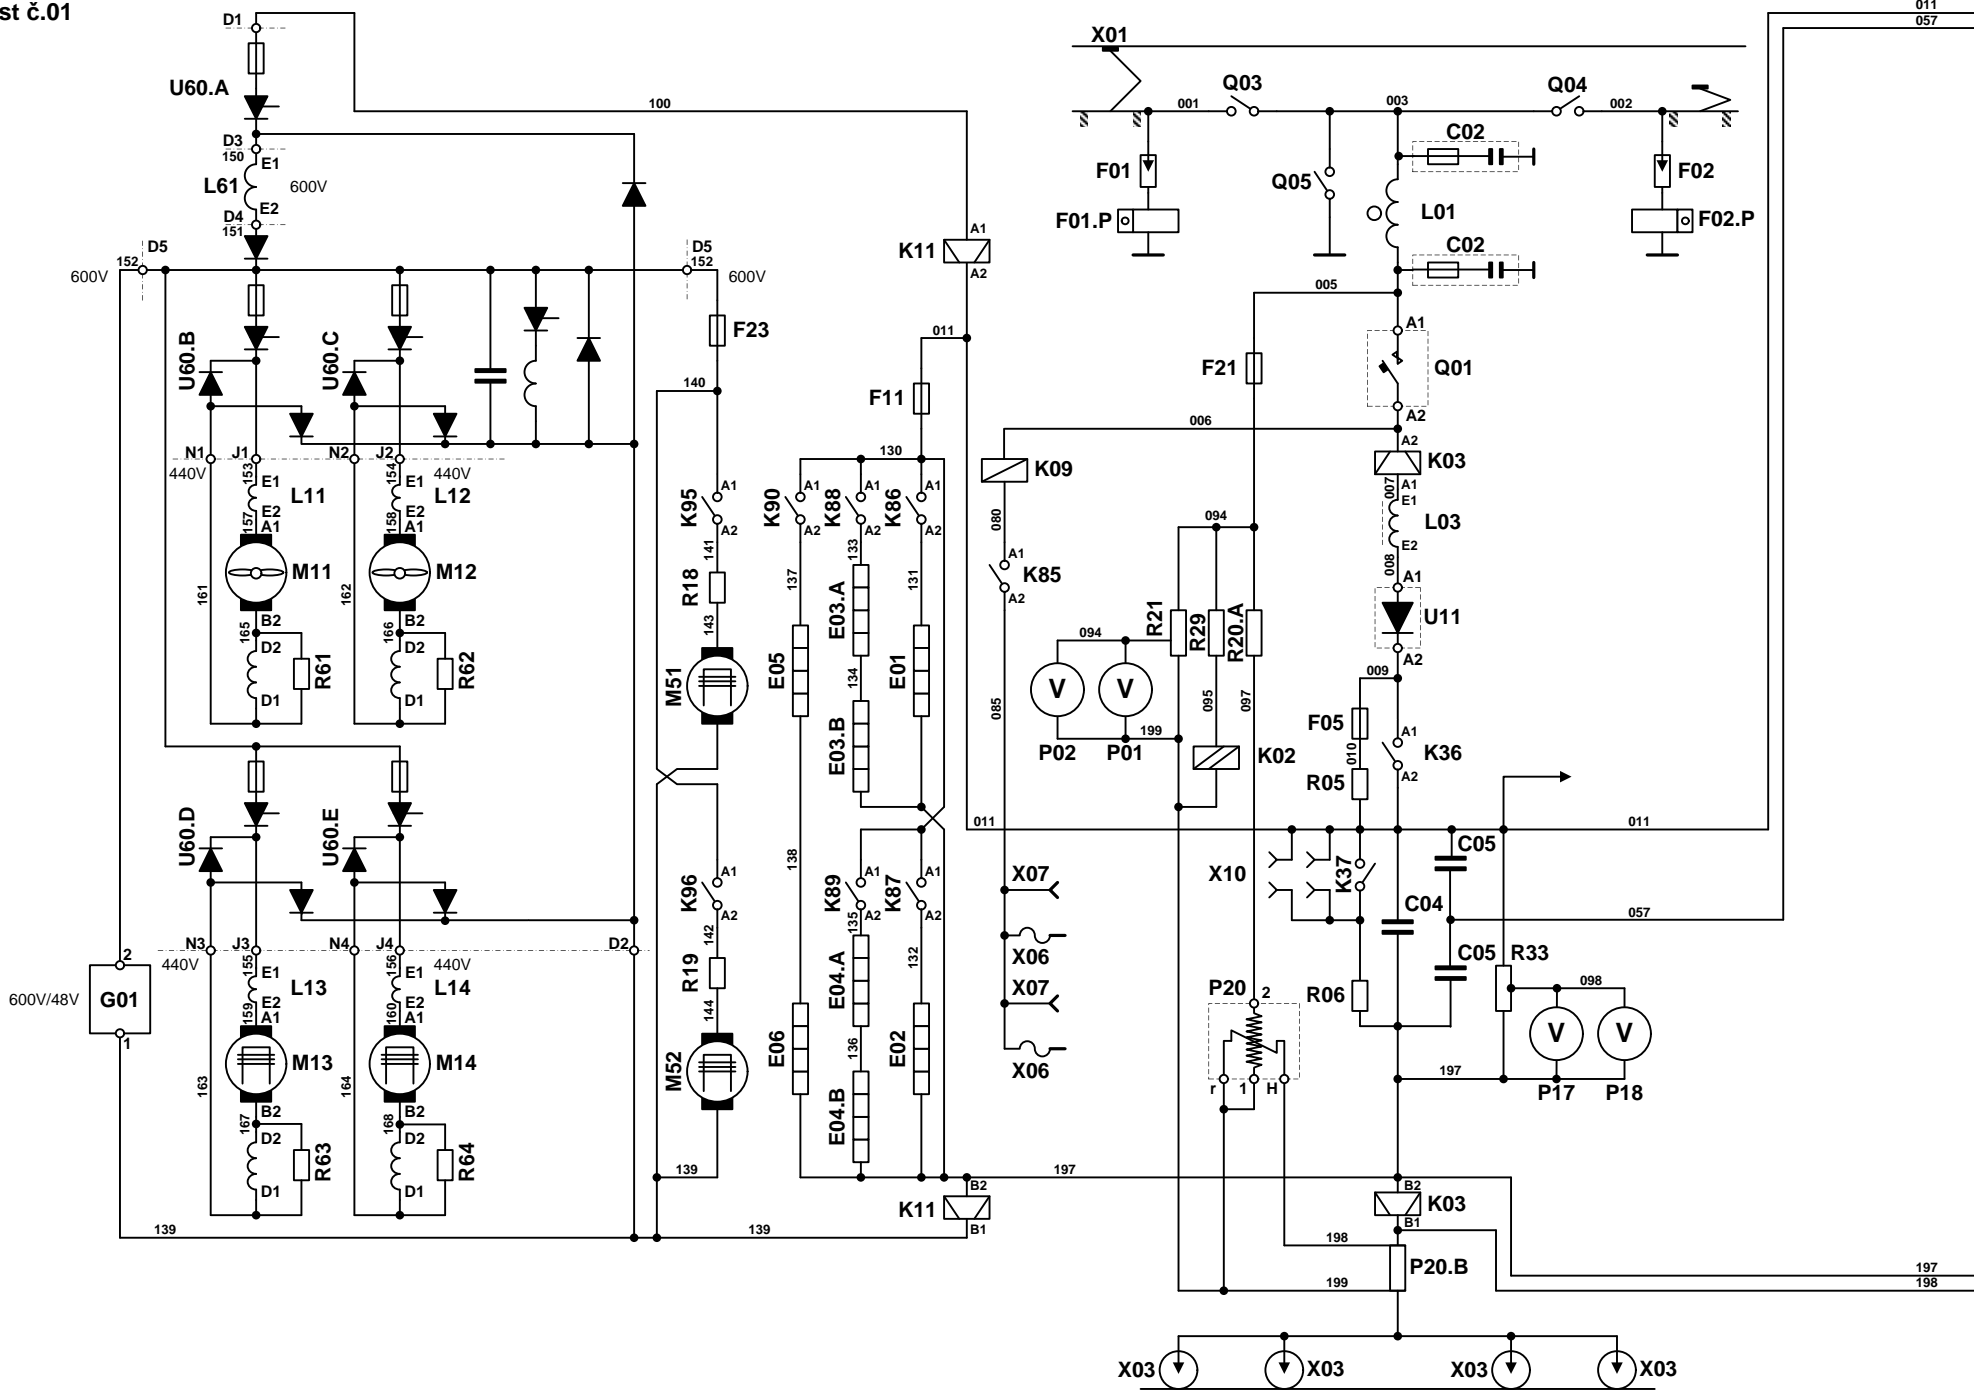 st č.01
D1
011
057
X01
U60.A
100
001
Q03
003
Q04
002
C02
D3
150
E1
L61
600V
E2
D4
151
F01
Q05
F02
F01.P
L01
F02.P
C02
D5
152
600V
D5
152
600V
A1
K11
A2
005
U60.B
U60.C
F23
011
A1
Q01
A2
F21
140
F11
006
130
A2
K03
A1
007
K09
N1
J1
N2
J2
440V
440V
153
E1
L11
E2
157
A1
154
E1
L12
E2
158
A1
K95
A1
A2
K90
A1
A2
K88
A1
A2
K86
A1
A2
080
094
E1
L03
E2
008
M11
M12
161
162
141
R18
143
137
133
131
A1
K85
A2
A1
U11
A2
B2
165
D2
R61
D1
B2
166
D2
R62
D1
M51
E05
E03.A
134
E03.B
E01
085
094
R21
R29
R20.A
V
V
P02
P01
199
095
097
K02
009
F05
010
R05
A1
K36
A2
U60.D
U60.E
011
011
138
K96
A1
A2
K89
A1
A2
K87
A1
A2
X07
X10
K37
C05
C04
057
N3
J3
N4
J4
D2
440V
440V
155
E1
L13
E2
159
A1
156
E1
L14
E2
160
A1
142
R19
144
135
132
X06
X07
X06
C05
R33
098
R06
V
V
P17
P18
197
2
G01
1
600V/48V
M13
M14
163
164
M52
E06
E04.A
136
E04.B
E02
P20
2
r
1
H
B2
167
D2
R63
D1
B2
168
D2
R64
D1
139
197
B2
K11
B1
B2
K03
B1
139
139
198
P20.B
199
197
198
X03
X03
X03
X03